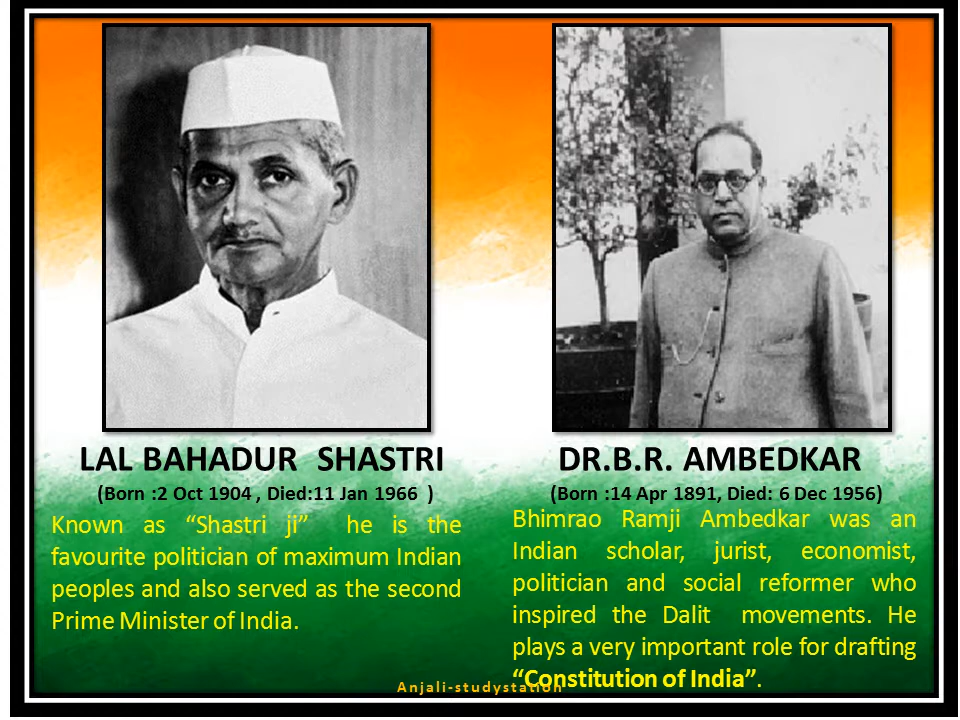 LAL BAHADUR SHASTRI
(Born :2 Oct 1904 , Died:11 Jan 1966 )
Known as “Shastri ji” he is the
favourite politician of maximum Indian
peoples and also served as the second
Prime Minister of India.
DR.B.R. AMBEDKAR
(Born :14 Apr 1891, Died: 6 Dec 1956)
Bhimrao Ramji Ambedkar was an
Indian scholar, jurist, economist,
politician and social reformer who
inspired the Dalit movements. He
plays a very important role for drafting
“Constitution of India”.
Anjali-studystation